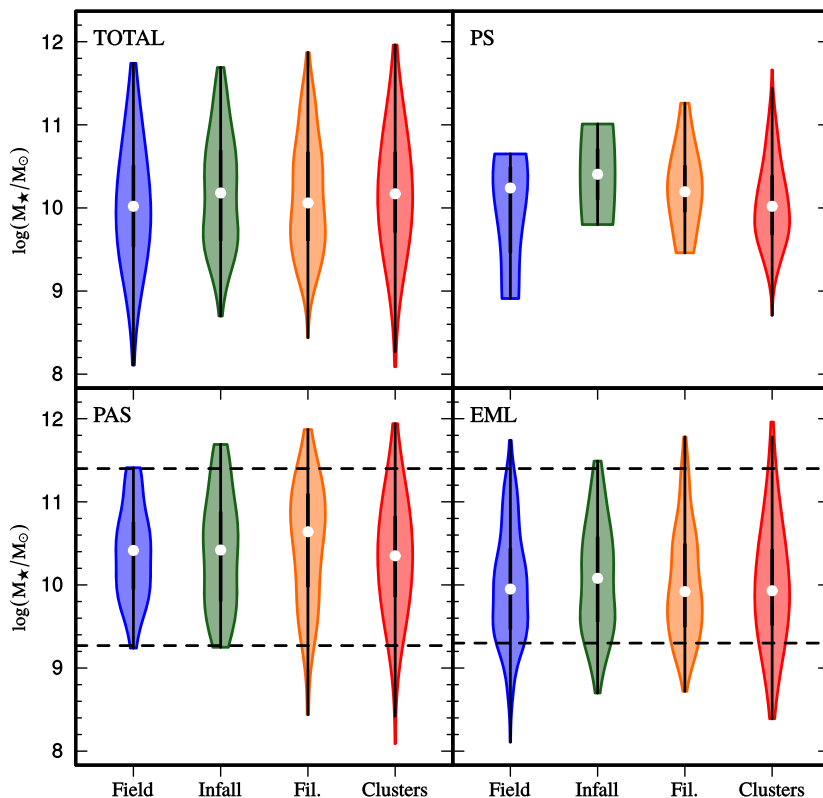 TOTAL
PS
12
11
10
9
8
log(M★/M⊙)
PAS
EML
12
11
10
9
8
log(M★/M⊙)
Field
Infall
Fil.
Clusters
Field
Infall
Fil.
Clusters